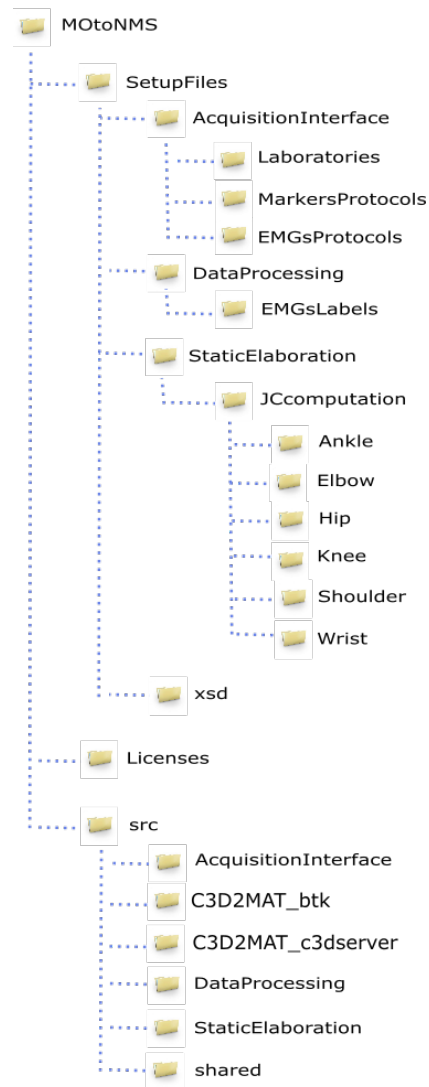 MOtoNMS
SetupFiles
AcquisitionInterface
Laboratories
MarkersProtocols
EMGsProtocols
DataProcessing
EMGsLabels
StaticElaboration
JCcomputation
Ankle
Elbow
Hip
Knee
Shoulder
Wrist
xsd
Licenses
src
AcquisitionInterface
C3D2MAT_btk
C3D2MAT_c3dserver
DataProcessing
StaticElaboration
shared